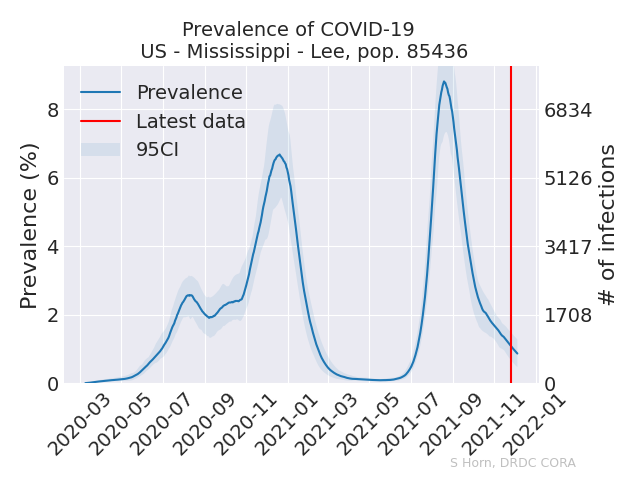 Prevalence of COVID-19
US - Mississippi - Lee, pop. 85436
Prevalence
Latest data
95CI
Prevalence (%)
8
6
4
2
0
6834
5126
3417
1708
0
# of infections
2020-03
2020-05
2020-07
2020-09
2020-11
2021-01
2021-03
2021-05
2021-07
2021-09
2021-11
2022-01
S Horn, DRDC CORA